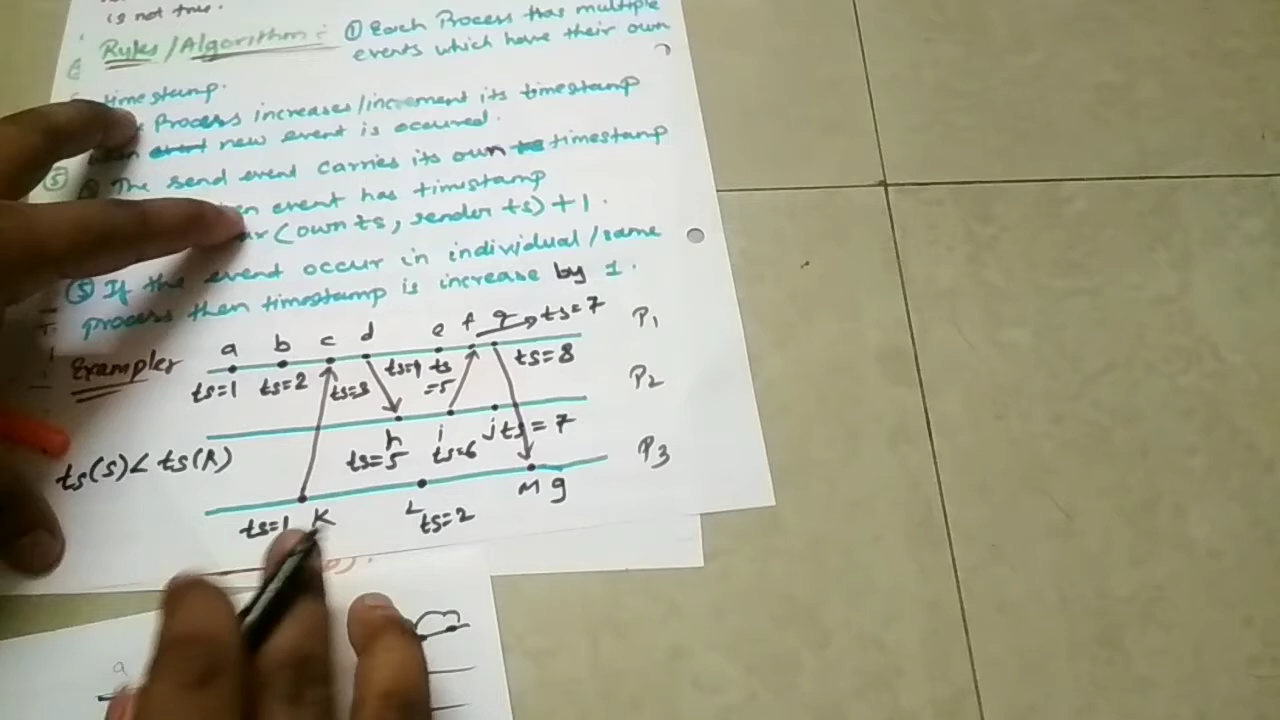 is not true.
Rules/Algorithm : ① Each Process has multiple
events which have their own
timestamp.
Process increases/increment its timestamp
new event is occured.
③ The send event carries its own timestamp
event has timestamp
(own ts, sender ts) + 1.
⑤ If the event occur in individual/same
process then timestamp is increase by 1.
Example
a b c d e f g → ts=7 P1
ts=1 ts=2 ts=3 ts=4 ts=5 ts=8
P2
h i j ts=7
ts=5 ts=6
ts(S) < ts(R)
P3
ts=1 K L ts=2 M g
a